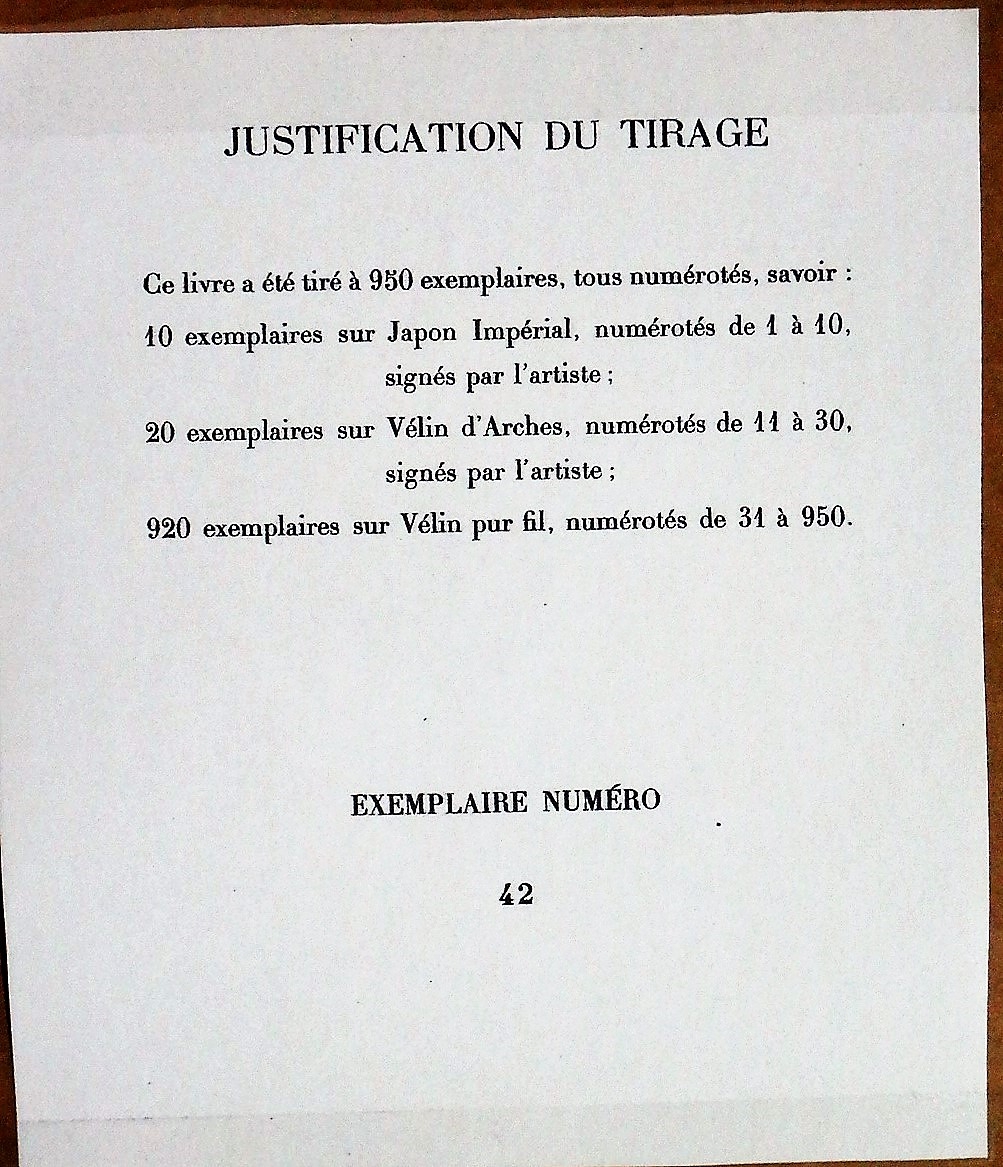 JUSTIFICATION DU TIRAGE
Ce livre a été tiré à 950 exemplaires, tous numérotés, savoir :
10 exemplaires sur Japon Impérial, numérotés de 1 à 10,
signés par l'artiste ;
20 exemplaires sur Vélin d'Arches, numérotés de 11 à 30,
signés par l'artiste ;
920 exemplaires sur Vélin pur fil, numérotés de 31 à 950.
EXEMPLAIRE NUMÉRO
42